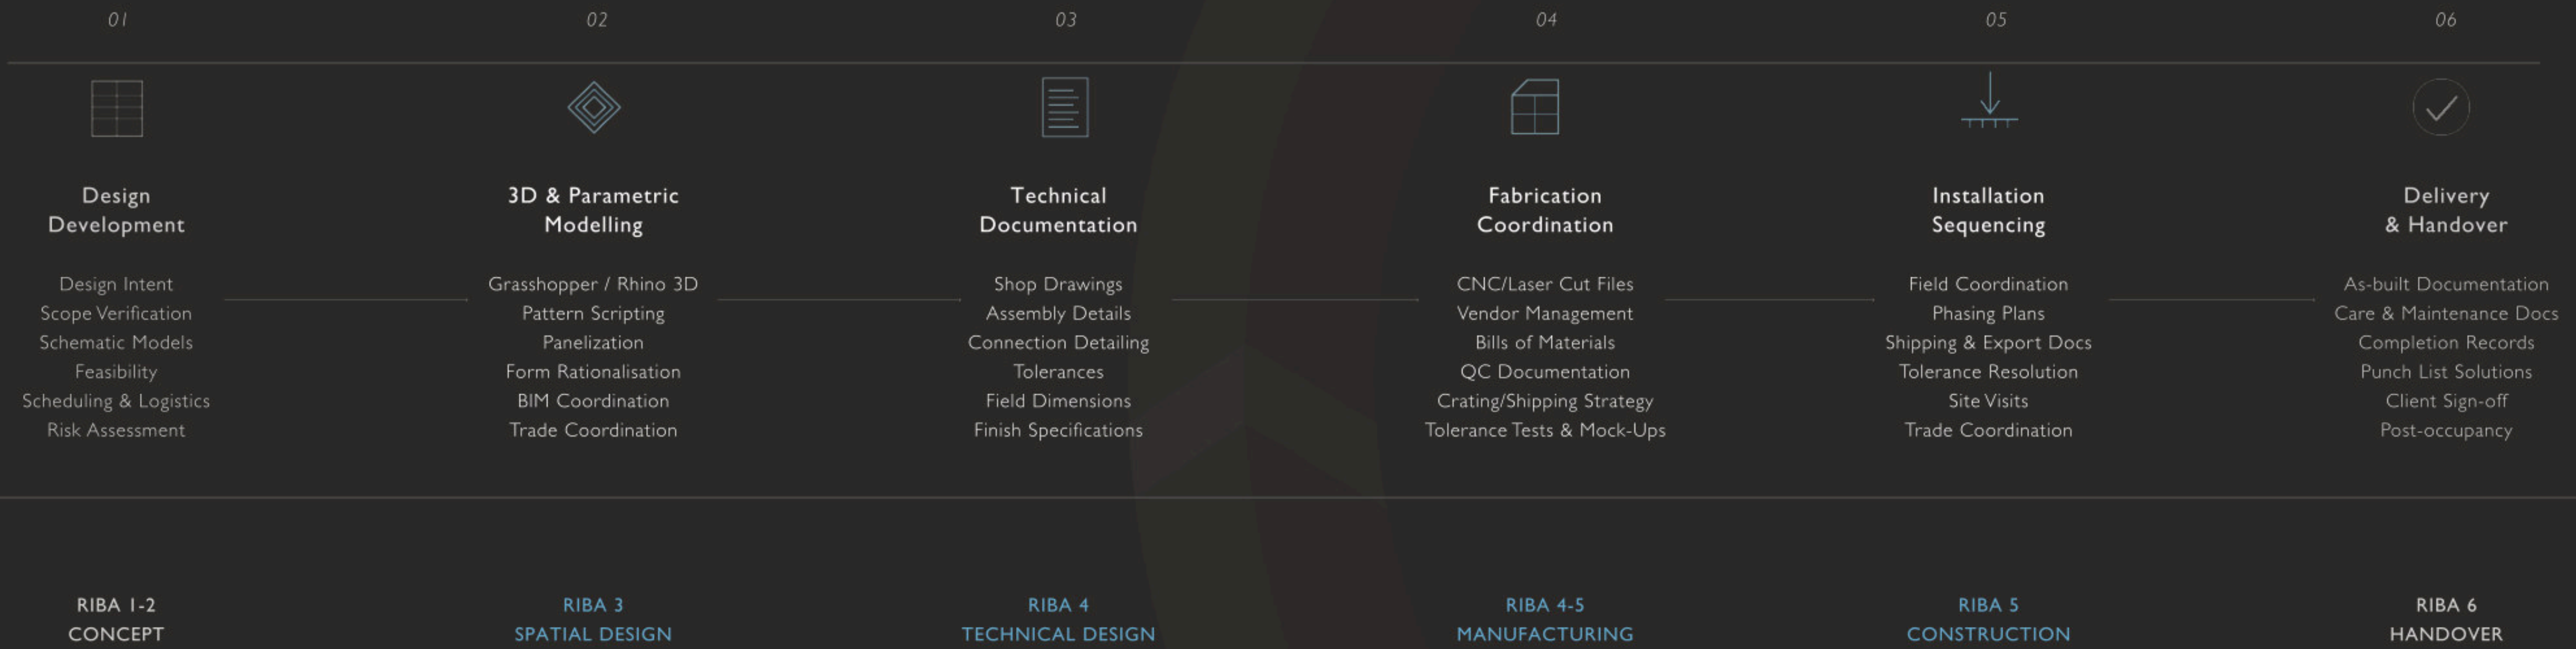 01
02
03
04
05
06
Design
Development
Design Intent
Scope Verification
Schematic Models
Feasibility
Scheduling & Logistics
Risk Assessment
3D & Parametric
Modelling
Grasshopper / Rhino 3D
Pattern Scripting
Panelization
Form Rationalisation
BIM Coordination
Trade Coordination
Technical
Documentation
Shop Drawings
Assembly Details
Connection Detailing
Tolerances
Field Dimensions
Finish Specifications
Fabrication
Coordination
CNC/Laser Cut Files
Vendor Management
Bills of Materials
QC Documentation
Crating/Shipping Strategy
Tolerance Tests & Mock-Ups
Installation
Sequencing
Field Coordination
Phasing Plans
Shipping & Export Docs
Tolerance Resolution
Site Visits
Trade Coordination
Delivery
& Handover
As-built Documentation
Care & Maintenance Docs
Completion Records
Punch List Solutions
Client Sign-off
Post-occupancy
RIBA 1-2
CONCEPT
RIBA 3
SPATIAL DESIGN
RIBA 4
TECHNICAL DESIGN
RIBA 4-5
MANUFACTURING
RIBA 5
CONSTRUCTION
RIBA 6
HANDOVER